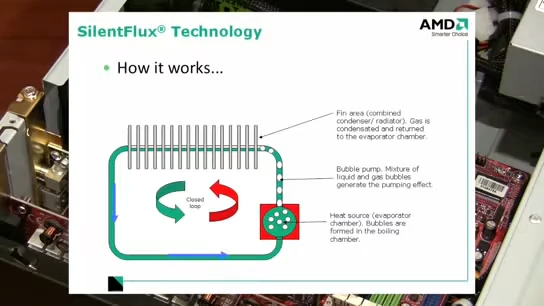 SilentFlux® Technology
AMD
Smarter Choice
• How it works...
Fin area (combined
condenser/ radiator). Gas is
condensated and returned
to the evaporator chamber.
Bubble pump. Mixture of
liquid and gas bubbles
generate the pumping effect.
Closed
loop
Heat source (evaporator
chamber). Bubbles are
formed in the boiling
chamber.